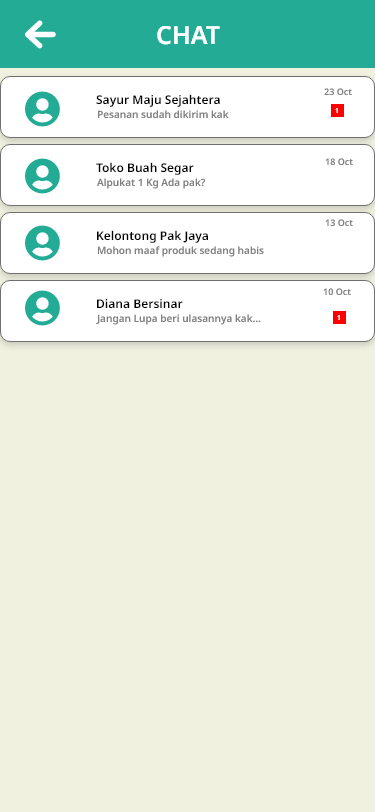 CHAT
Sayur Maju Sejahtera
23 Oct
Pesanan sudah dikirim kak
1
Toko Buah Segar
18 Oct
Alpukat 1 Kg Ada pak?
Kelontong Pak Jaya
13 Oct
Mohon maaf produk sedang habis
Diana Bersinar
10 Oct
Jangan Lupa beri ulasannya kak...
1